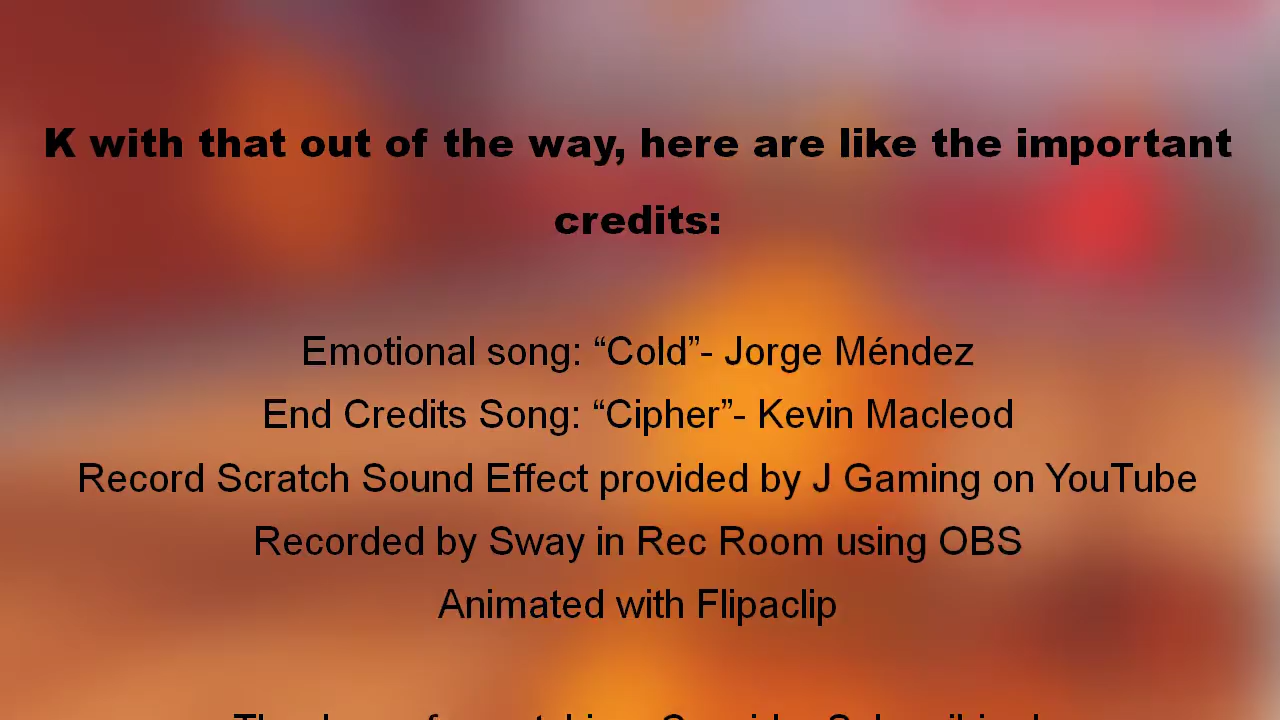 K with that out of the way, here are like the important
credits:
Emotional song: “Cold”- Jorge Méndez
End Credits Song: “Cipher”- Kevin Macleod
Record Scratch Sound Effect provided by J Gaming on YouTube
Recorded by Sway in Rec Room using OBS
Animated with Flipaclip